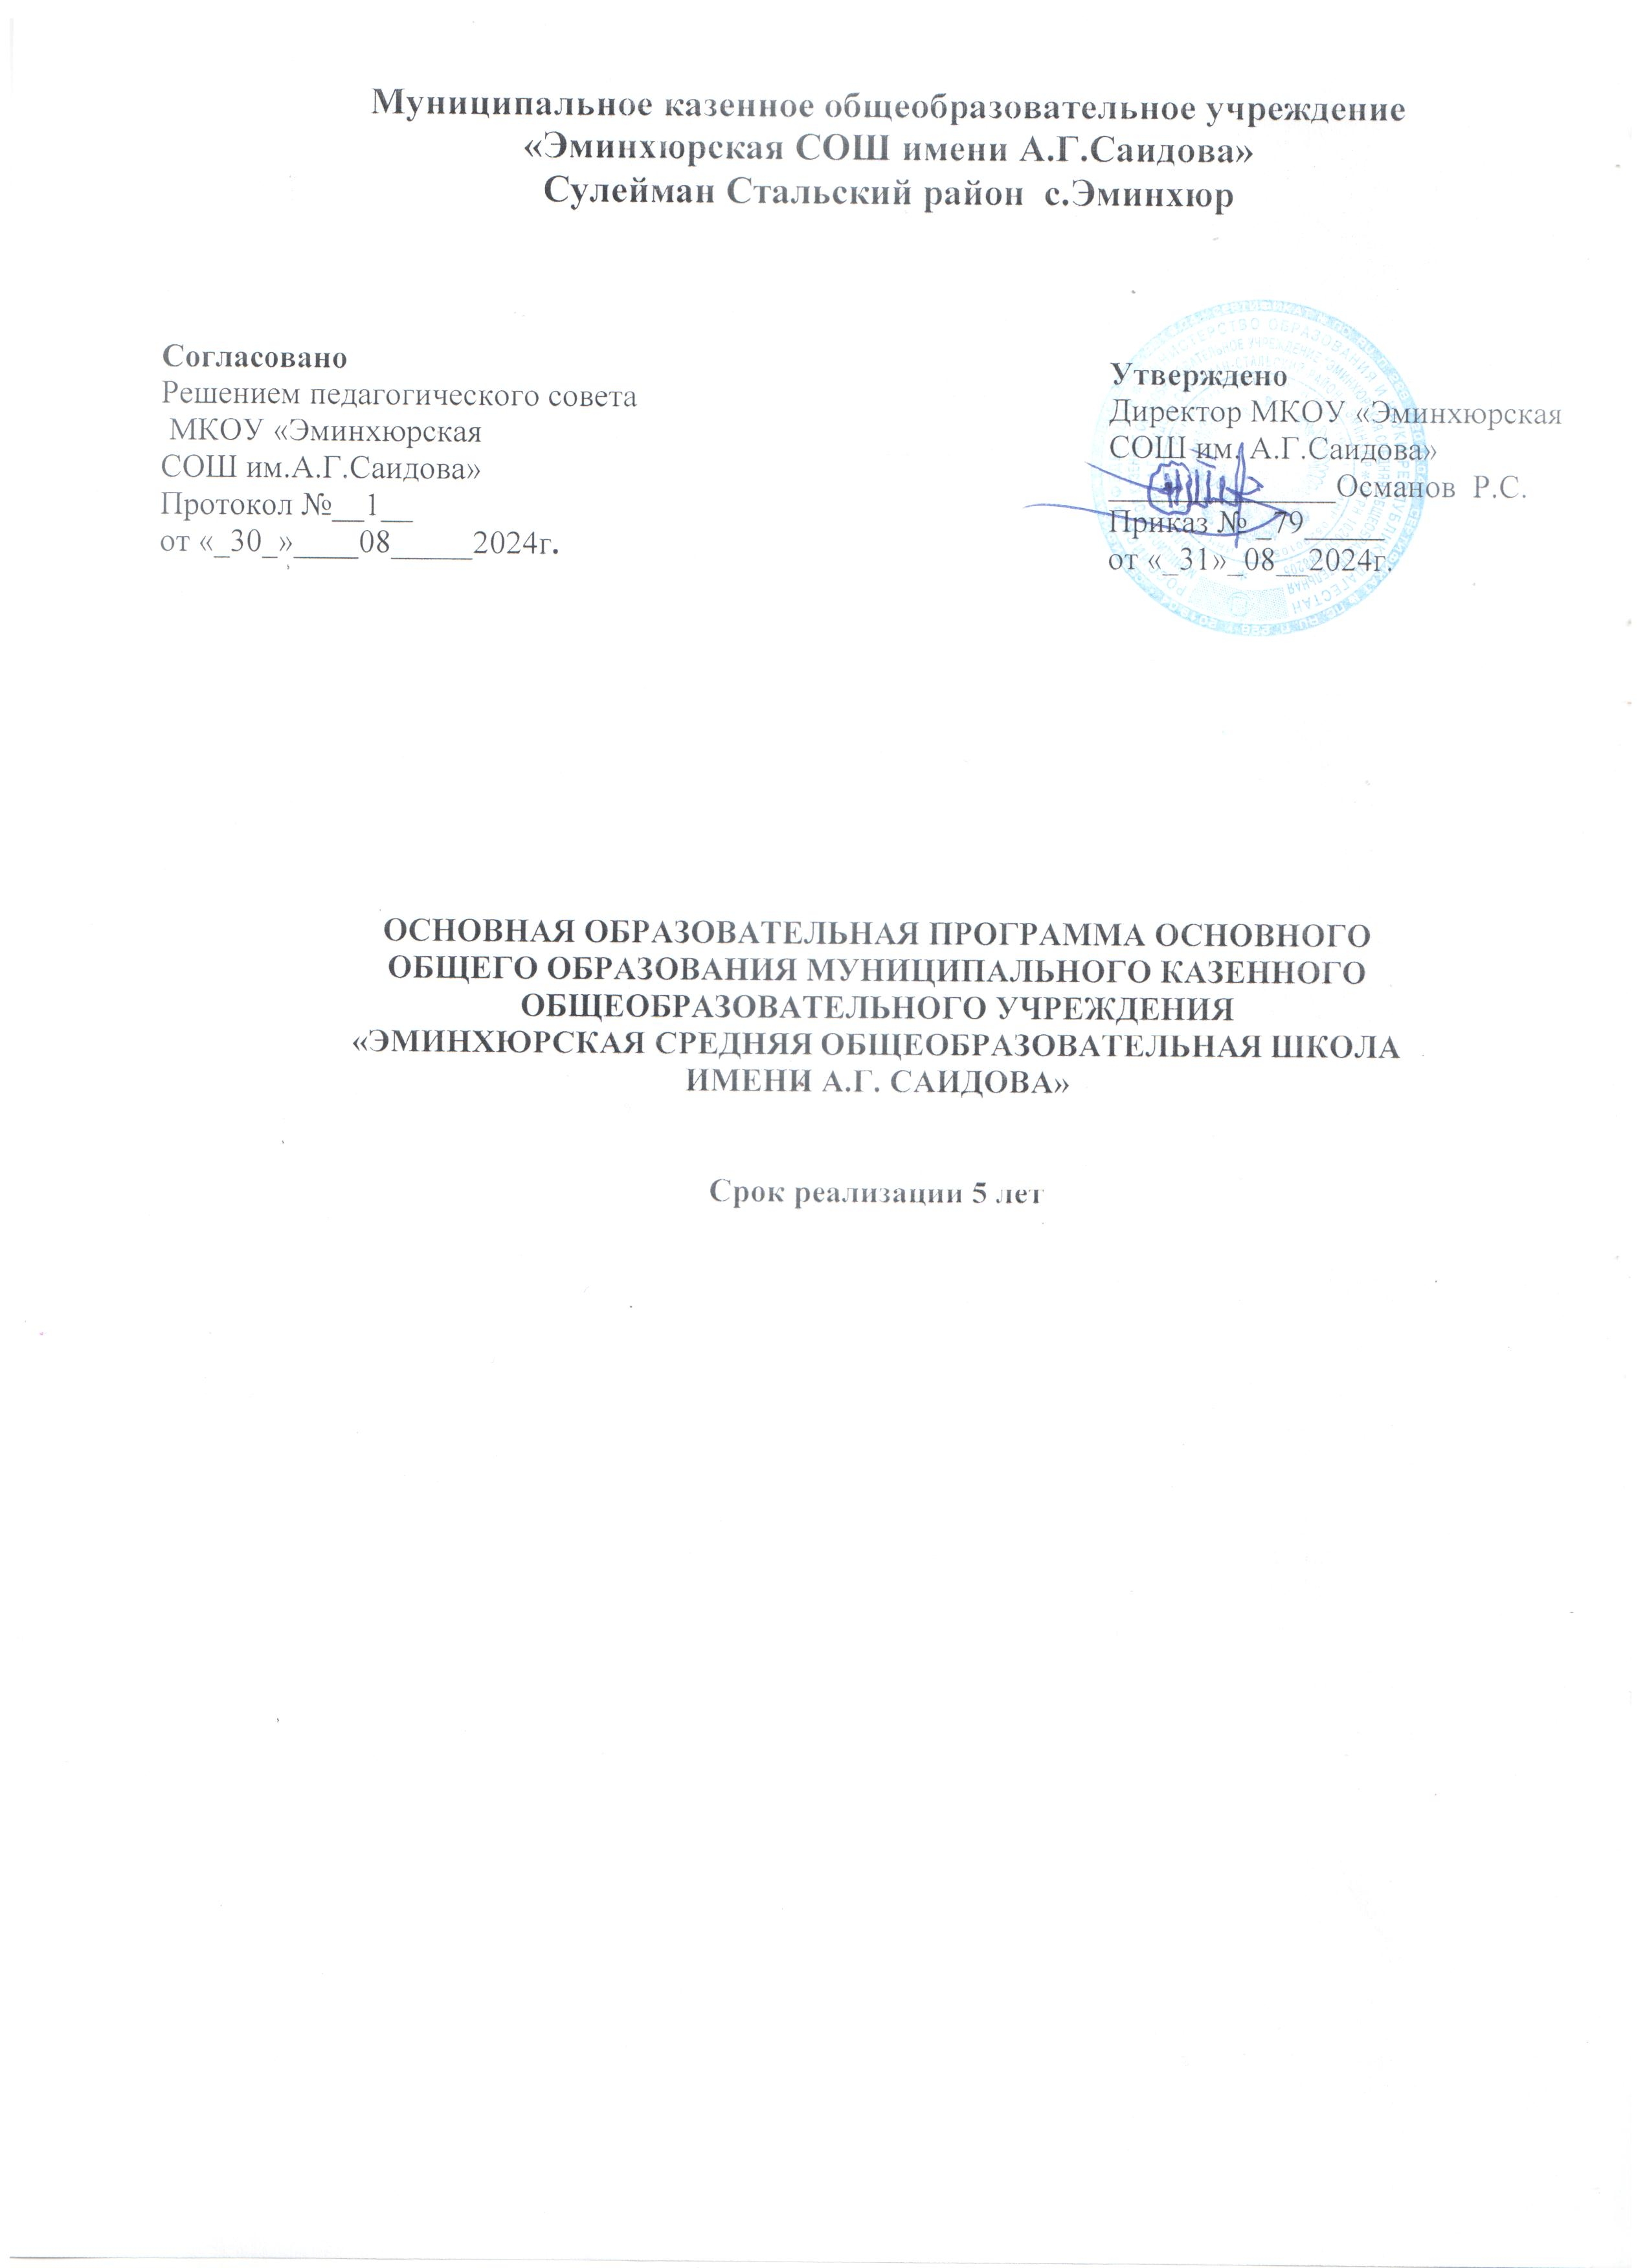 Муниципальное казенное общеобразовательное учреждение
«Эминхюрская СОШ имени А.Г.Саидова»
Сулейман Стальский район с.Эминхюр
Согласовано
Решением педагогического совета
МКОУ «Эминхюрская
СОШ им.А.Г.Саидова»
Протокол №__1__
от «_30_»____08_____2024г.
Утверждено
Директор МКОУ «Эминхюрская
СОШ им. А.Г.Саидова»
______________Османов Р.С.
Приказ № _79_____
от «_31»_08__2024г.
ОСНОВНАЯ ОБРАЗОВАТЕЛЬНАЯ ПРОГРАММА ОСНОВНОГО
ОБЩЕГО ОБРАЗОВАНИЯ МУНИЦИПАЛЬНОГО КАЗЕННОГО
ОБЩЕОБРАЗОВАТЕЛЬНОГО УЧРЕЖДЕНИЯ
«ЭМИНХЮРСКАЯ СРЕДНЯЯ ОБЩЕОБРАЗОВАТЕЛЬНАЯ ШКОЛА
ИМЕНИ А.Г. САИДОВА»
Срок реализации 5 лет